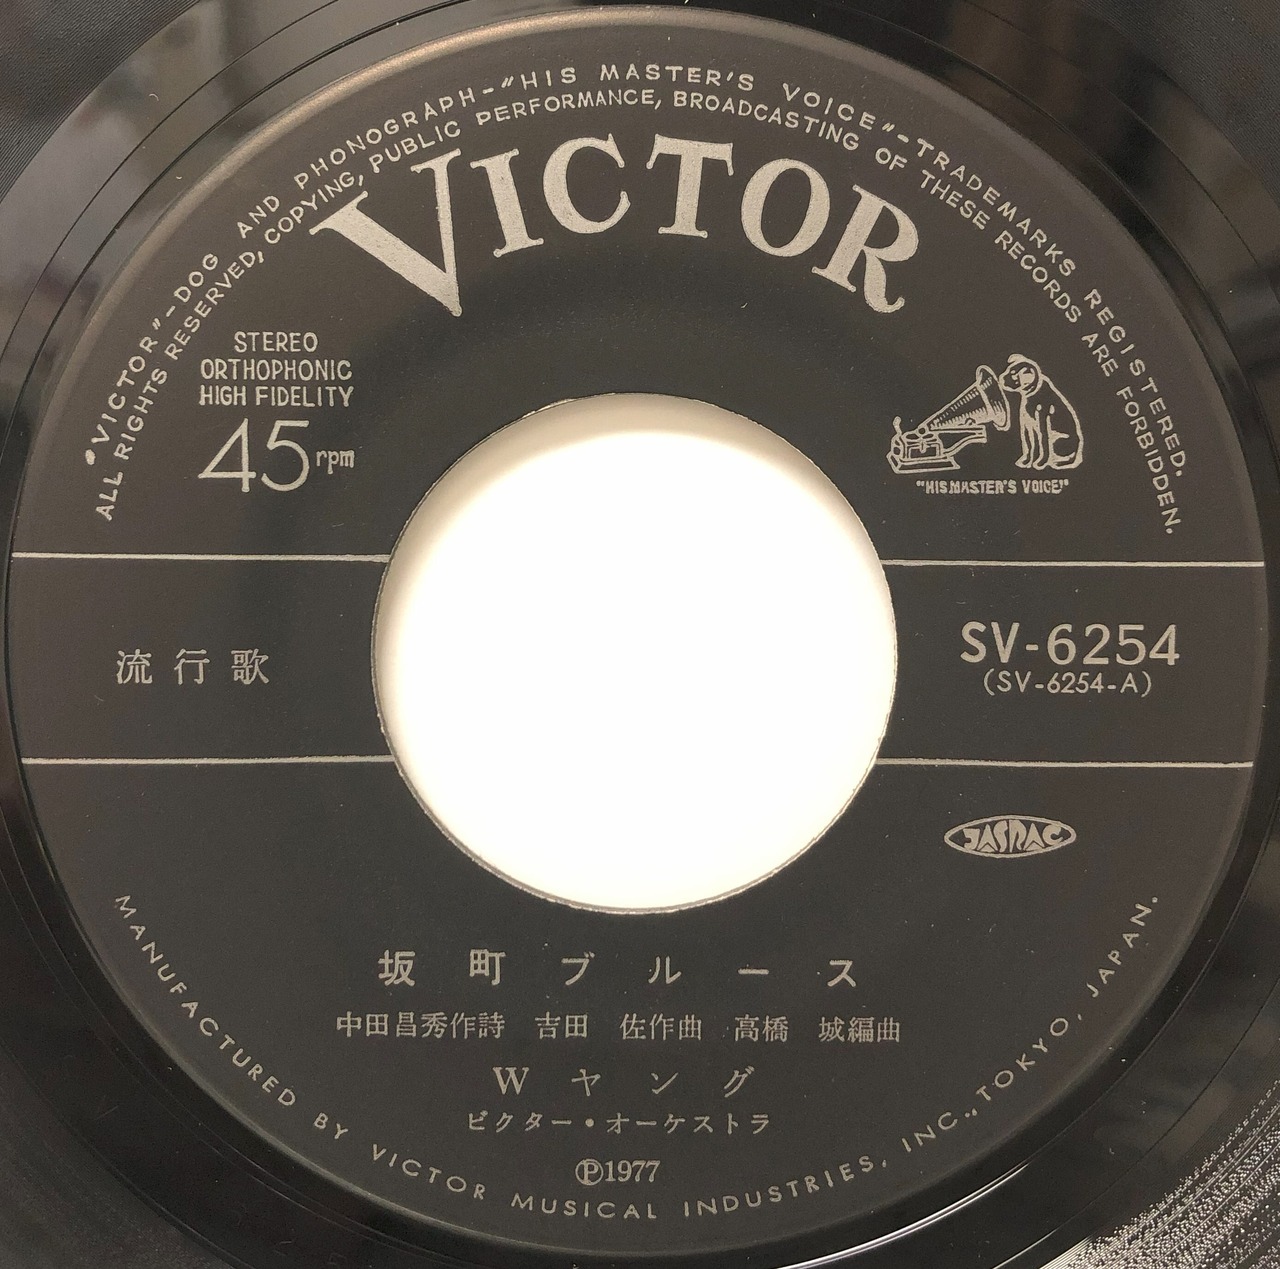 "VICTOR"-DOG AND PHONOGRAPH-"HIS MASTER'S VOICE"-TRADEMARKS REGISTERED.
ALL RIGHTS RESERVED, COPYING, PUBLIC PERFORMANCE, BROADCASTING OF THESE RECORDS ARE FORBIDDEN.
VICTOR
STEREO
ORTHOPHONIC
HIGH FIDELITY
45rpm
"HIS MASTER'S VOICE"
流行歌
SV-6254
(SV-6254-A)
JASRAC
坂町ブルース
中田昌秀作詩 吉田 佐作曲 高橋 城編曲
Wヤング
ビクター・オーケストラ
Ⓟ1977
MANUFACTURED BY VICTOR MUSICAL INDUSTRIES, INC., TOKYO, JAPAN.